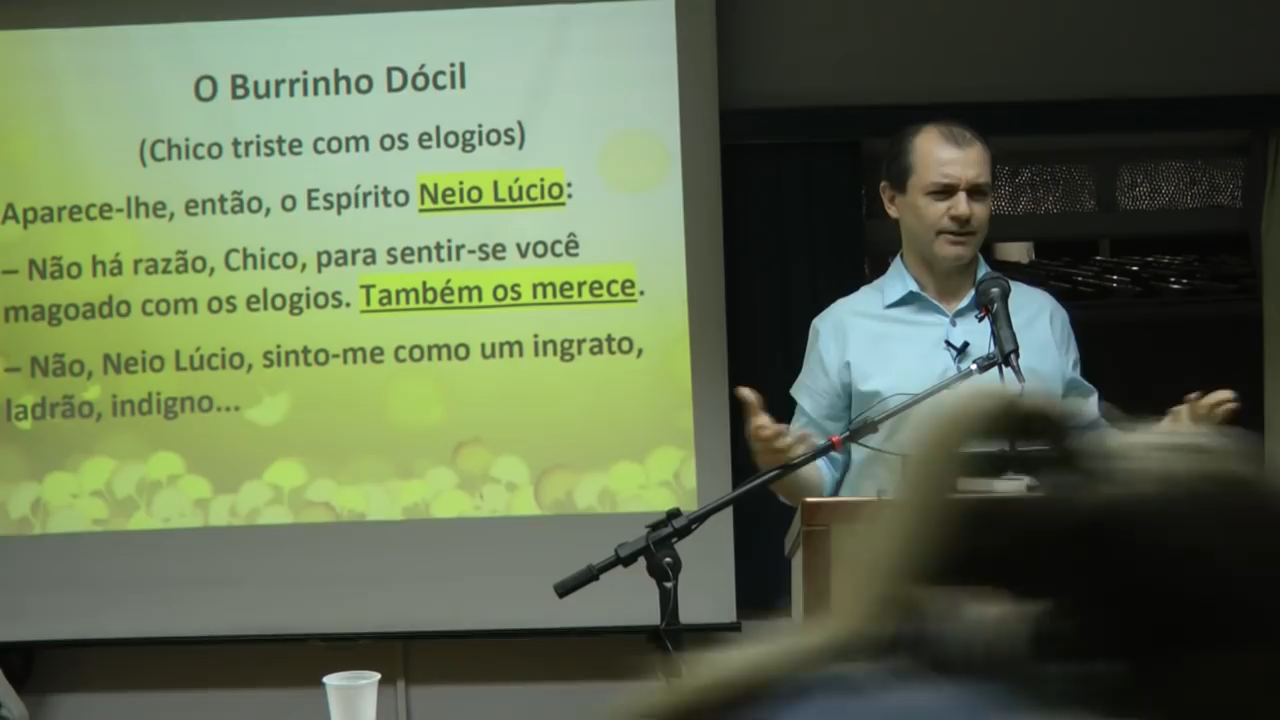 O Burrinho Dócil
(Chico triste com os elogios)
Aparece-lhe, então, o Espírito Neio Lúcio:
– Não há razão, Chico, para sentir-se você
magoado com os elogios. Também os merece.
– Não, Neio Lúcio, sinto-me como um ingrato,
ladrão, indigno...